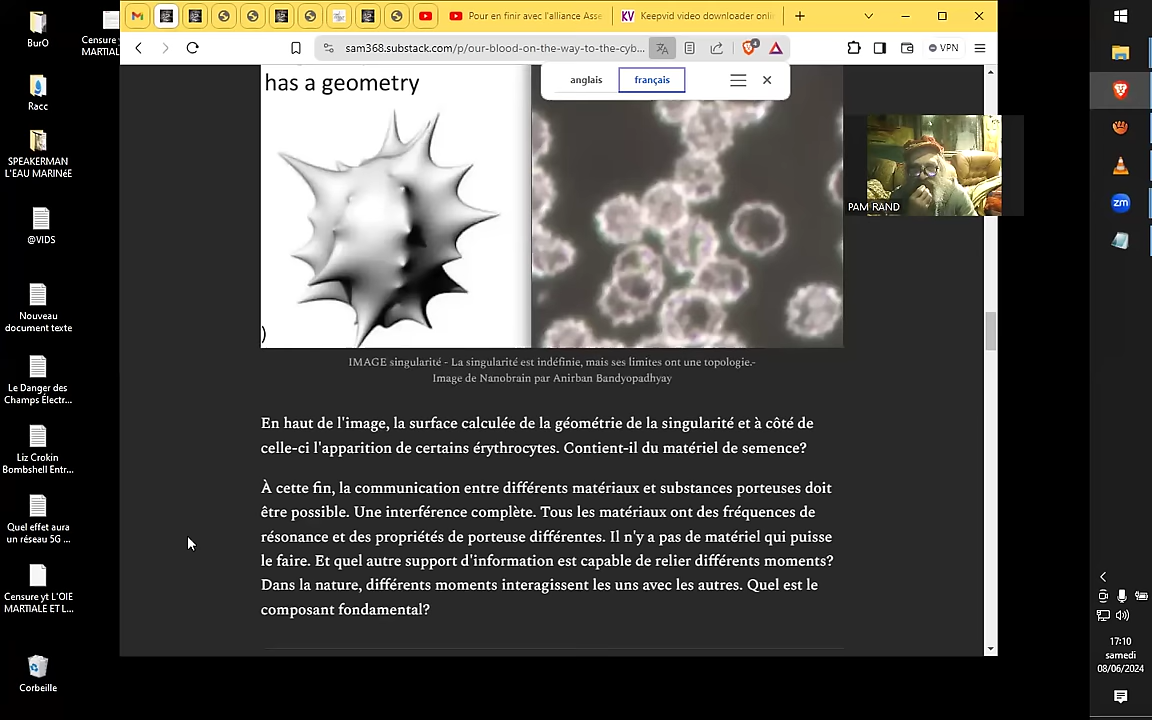 BurO
Censure yt
MARTIALE
Racc
SPEAKERMAN
L'EAU MARINéE
@VIDS
Nouveau
document texte
Le Danger des
Champs Électr...
Liz Crokin
Bombshell Entr...
Quel effet aura
un réseau 5G ...
Censure yt L'OIE
MARTIALE ET L...
Corbeille
Pour en finir avec l'alliance Asse
KV Keepvid video downloader onli
sam368.substack.com/p/our-blood-on-the-way-to-the-cyb...
4
VPN
anglais
français
has a geometry
)
IMAGE singularité - La singularité est indéfinie, mais ses limites ont une topologie.-
Image de Nanobrain par Anirban Bandyopadhyay
En haut de l'image, la surface calculée de la géométrie de la singularité et à côté de
celle-ci l'apparition de certains érythrocytes. Contient-il du matériel de semence?
À cette fin, la communication entre différents matériaux et substances porteuses doit
être possible. Une interférence complète. Tous les matériaux ont des fréquences de
résonance et des propriétés de porteuse différentes. Il n'y a pas de matériel qui puisse
le faire. Et quel autre support d'information est capable de relier différents moments?
Dans la nature, différents moments interagissent les uns avec les autres. Quel est le
composant fondamental?
PAM RAND
zm
17:10
samedi
08/06/2024